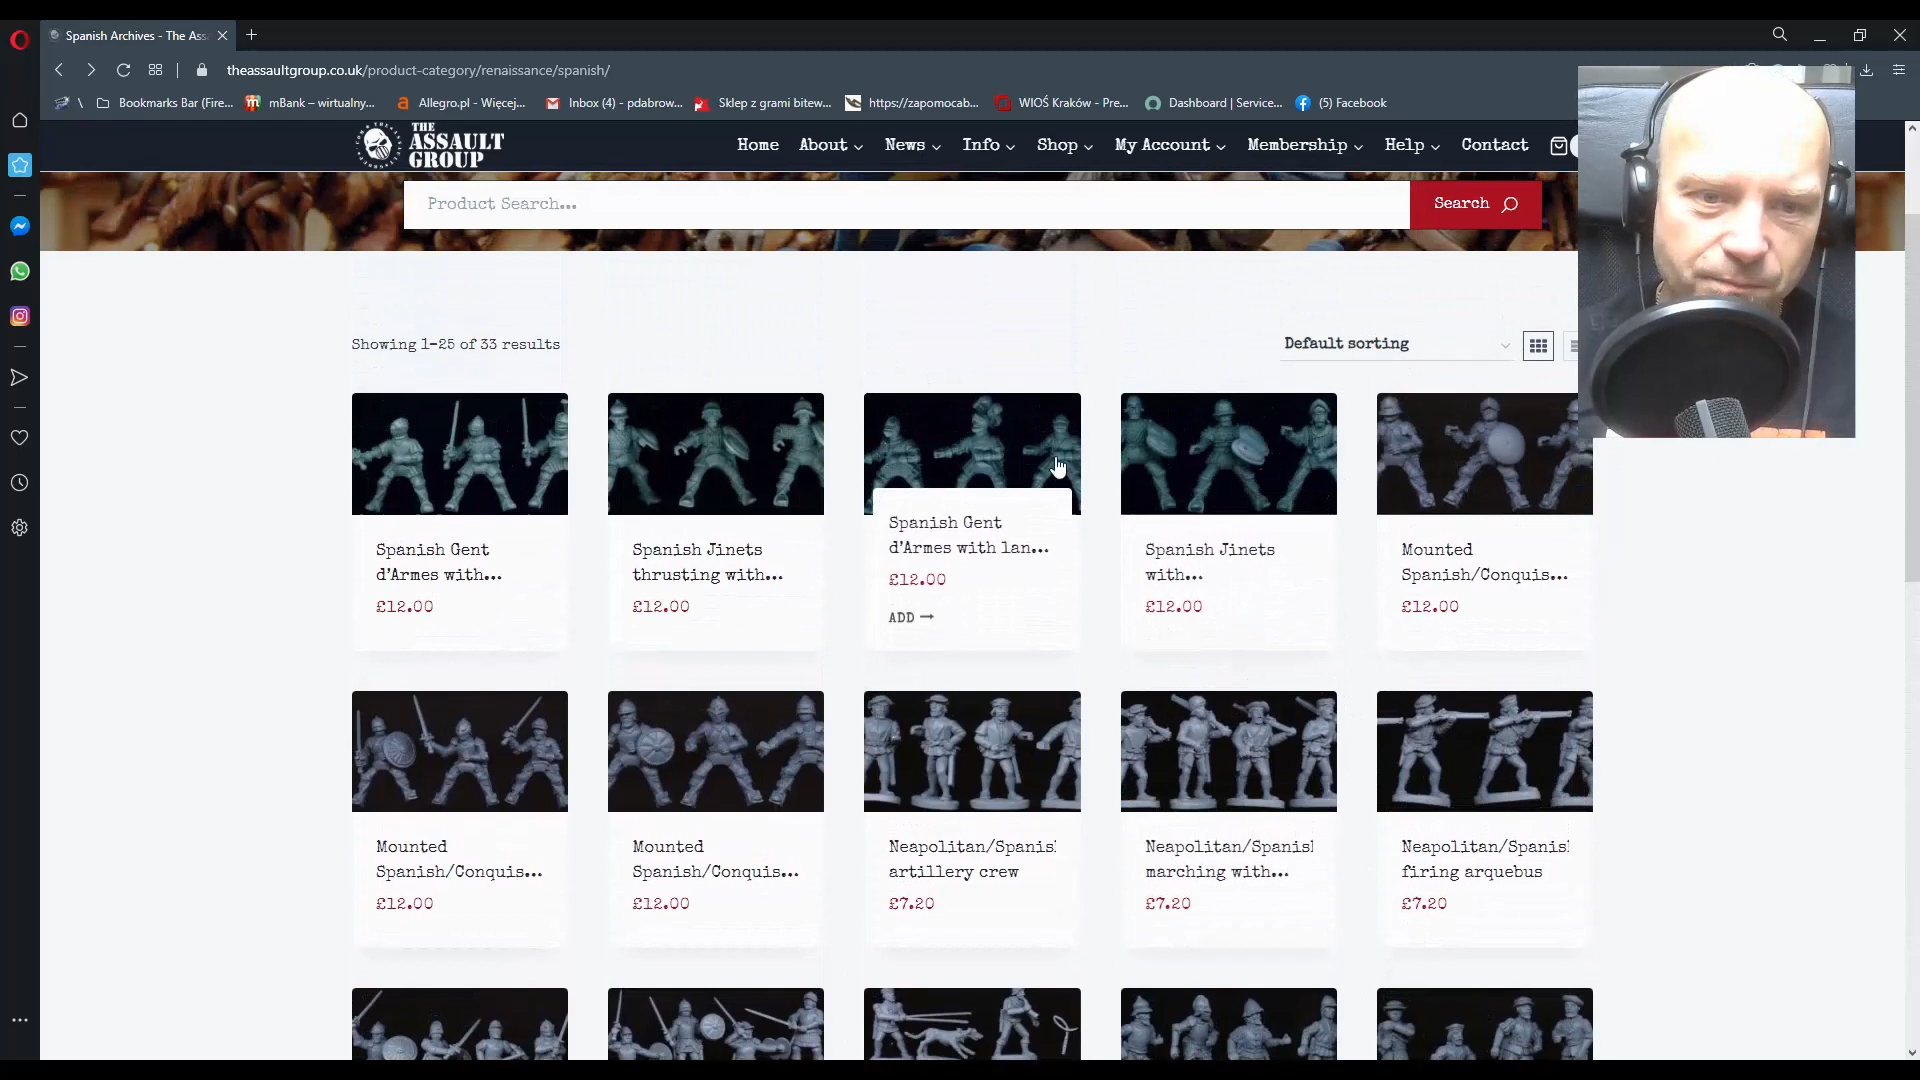 Spanish Archives - The Ass
theassaultgroup.co.uk/product-category/renaissance/spanish/
\ Bookmarks Bar (Fire... mBank – wirtualny... Allegro.pl - Więcej... Inbox (4) - pdabrow... Sklep z grami bitew... https://zapomocab... WIOŚ Kraków - Pre... Dashboard | Service... (5) Facebook
THE
ASSAULT
GROUP
Home About News Info Shop My Account Membership Help Contact
Product Search...
Search
Showing 1–25 of 33 results
Default sorting
Spanish Gent
d’Armes with...
£12.00
Spanish Jinets
thrusting with...
£12.00
Spanish Gent
d’Armes with lan...
£12.00
ADD
Spanish Jinets
with...
£12.00
Mounted
Spanish/Conquis...
£12.00
Mounted
Spanish/Conquis...
£12.00
Mounted
Spanish/Conquis...
£12.00
Neapolitan/Spanis
artillery crew
£7.20
Neapolitan/Spanis
marching with...
£7.20
Neapolitan/Spanis
firing arquebus
£7.20